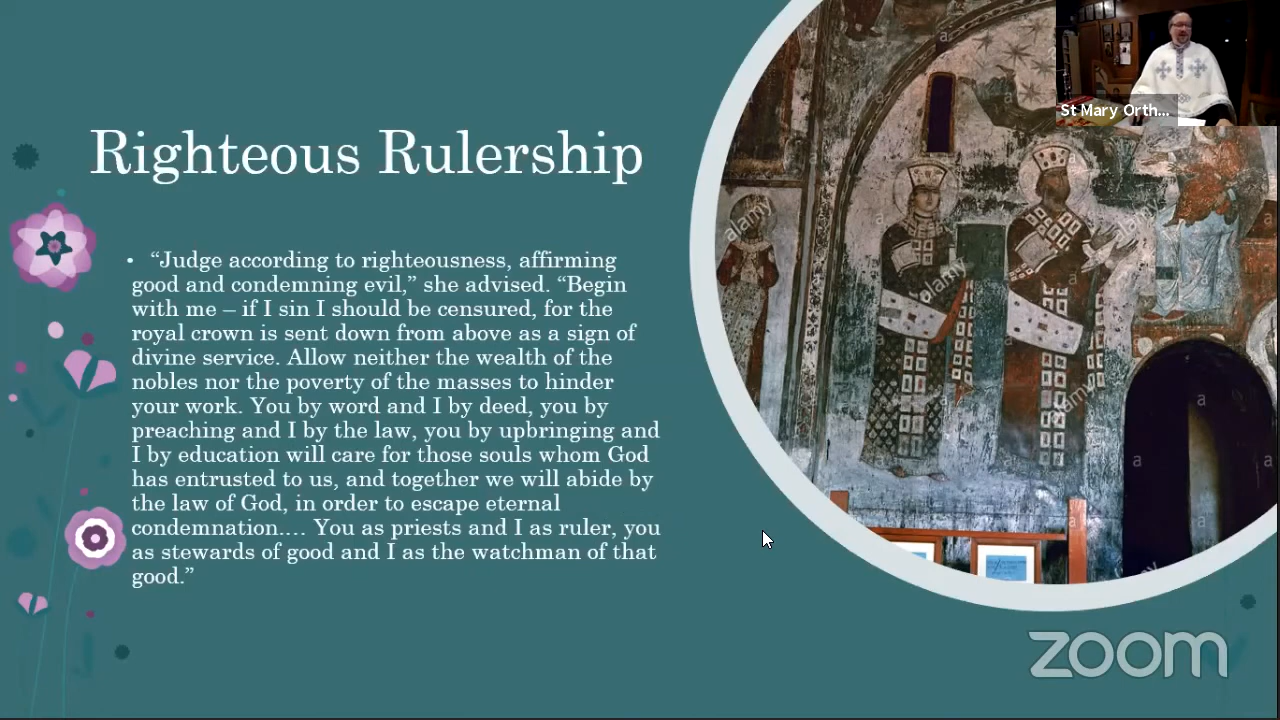 St Mary Orth...
Righteous Rulership
• “Judge according to righteousness, affirming
good and condemning evil,” she advised. “Begin
with me – if I sin I should be censured, for the
royal crown is sent down from above as a sign of
divine service. Allow neither the wealth of the
nobles nor the poverty of the masses to hinder
your work. You by word and I by deed, you by
preaching and I by the law, you by upbringing and
I by education will care for those souls whom God
has entrusted to us, and together we will abide by
the law of God, in order to escape eternal
condemnation.… You as priests and I as ruler, you
as stewards of good and I as the watchman of that
good.”
alamy
alamy
alamy
alamy
zoom